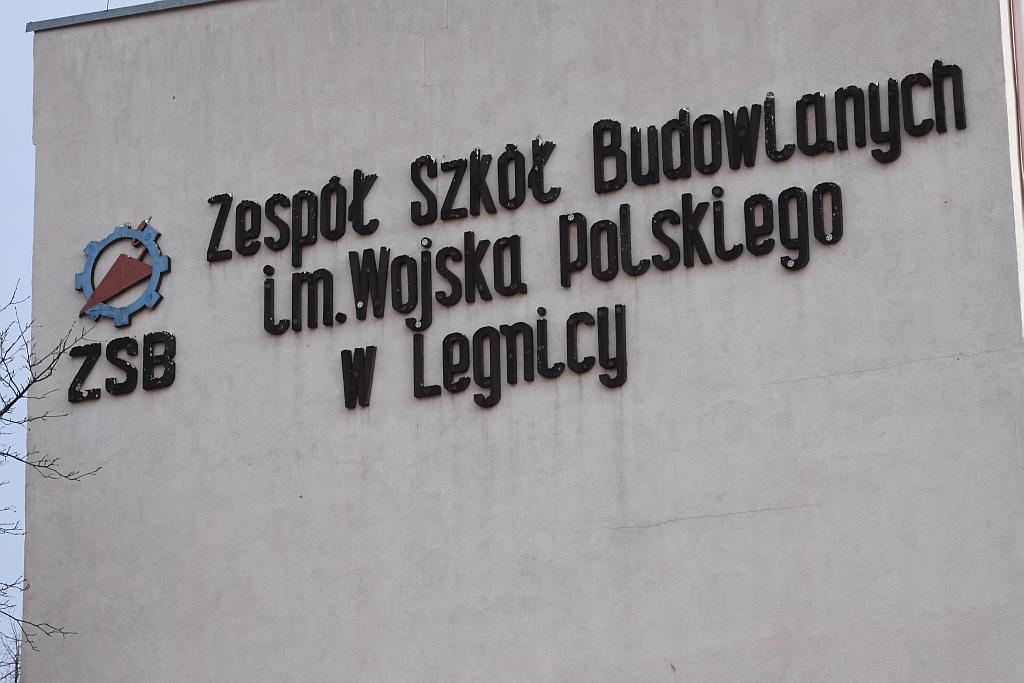 Zespół Szkół Budowlanych
im. Wojska Polskiego
w Legnicy
ZSB